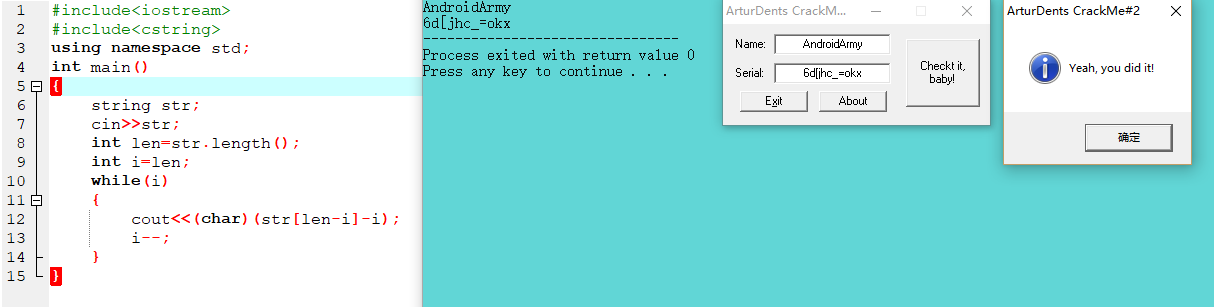 1 #include<iostream>
2 #include<cstring>
3 using namespace std;
4 int main()
5 {
6 string str;
7 cin>>str;
8 int len=str.length();
9 int i=len;
10 while(i)
11 {
12 cout<<(char)(str[len-i]-i);
13 i--;
14 }
15 }
AndroidArmy
6d[jhc_=okx
--------------------------------
Process exited with return value 0
Press any key to continue . . .
ArturDents CrackM...
Name: AndroidArmy
Serial: 6d[jhc_=okx
Checkt it, baby!
Exit About
ArturDents CrackMe#2
Yeah, you did it!
确定